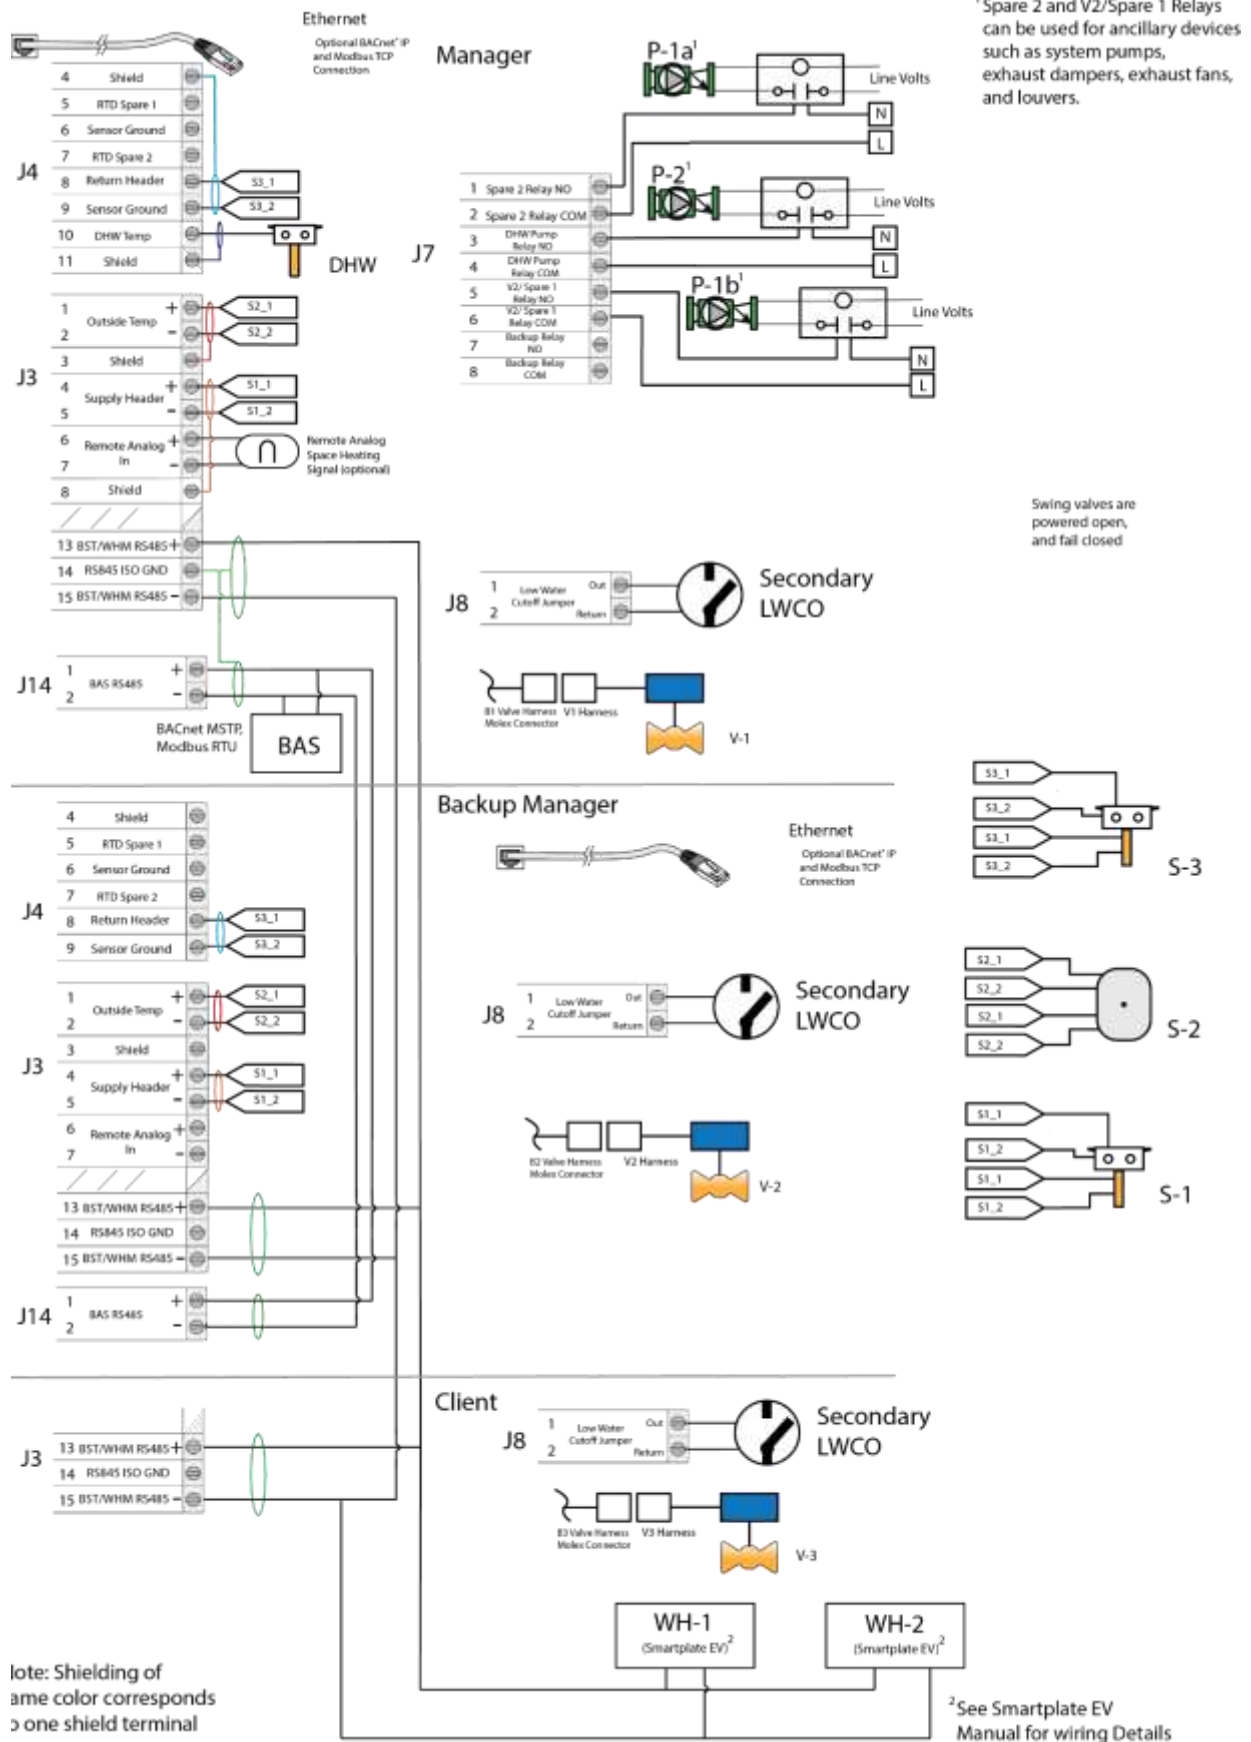 Ethernet
Optional BACnet' IP
and Modbus TCP
Connection
Manager
1 Spare 2 and V2/Spare 1 Relays
can be used for ancillary devices
such as system pumps,
exhaust dampers, exhaust fans,
and louvers.
J4
4 Shield
5 RTD Spare 1
6 Sensor Ground
7 RTD Spare 2
8 Return Header
9 Sensor Ground
10 DHW Temp
11 Shield
S3_1
S3_2
DHW
J3
1 Outside Temp +
2 -
3 Shield
4 Supply Header +
5 -
6 Remote Analog +
7 In -
8 Shield
S2_1
S2_2
S1_1
S1_2
Remote Analog
Space Heating
Signal (optional)
13 BST/WHM RS485 +
14 RS845 ISO GND
15 BST/WHM RS485 -
J14
1 BAS RS485 +
2 -
BACnet MSTP,
Modbus RTU
BAS
J7
1 Spare 2 Relay NO
2 Spare 2 Relay COM
3 DHW Pump
Relay NO
4 DHW Pump
Relay COM
5 V2/ Spare 1
Relay NO
6 V2/ Spare 1
Relay COM
7 Backup Relay
NO
8 Backup Relay
COM
P-1a1
Line Volts
N
L
P-21
Line Volts
N
L
P-1b1
Line Volts
N
L
Swing valves are
powered open,
and fail closed
J8
1 Low Water Out
2 Cutoff Jumper Return
Secondary
LWCO
B1 Valve Harness
Molex Connector
V1 Harness
V-1
Backup Manager
Ethernet
Optional BACnet' IP
and Modbus TCP
Connection
J4
4 Shield
5 RTD Spare 1
6 Sensor Ground
7 RTD Spare 2
8 Return Header
9 Sensor Ground
S3_1
S3_2
J3
1 Outside Temp +
2 -
3 Shield
4 Supply Header +
5 -
6 Remote Analog +
7 In -
S2_1
S2_2
S1_1
S1_2
13 BST/WHM RS485 +
14 RS845 ISO GND
15 BST/WHM RS485 -
J14
1 BAS RS485 +
2 -
J8
1 Low Water Out
2 Cutoff Jumper Return
Secondary
LWCO
B2 Valve Harness
Molex Connector
V2 Harness
V-2
S3_1
S3_2
S3_1
S3_2
S-3
S2_1
S2_2
S2_1
S2_2
S-2
S1_1
S1_2
S1_1
S1_2
S-1
Client
J3
13 BST/WHM RS485 +
14 RS845 ISO GND
15 BST/WHM RS485 -
J8
1 Low Water Out
2 Cutoff Jumper Return
Secondary
LWCO
B3 Valve Harness
Molex Connector
V3 Harness
V-3
WH-1
(Smartplate EV)2
WH-2
(Smartplate EV)2
lote: Shielding of
ame color corresponds
o one shield terminal
2See Smartplate EV
Manual for wiring Details